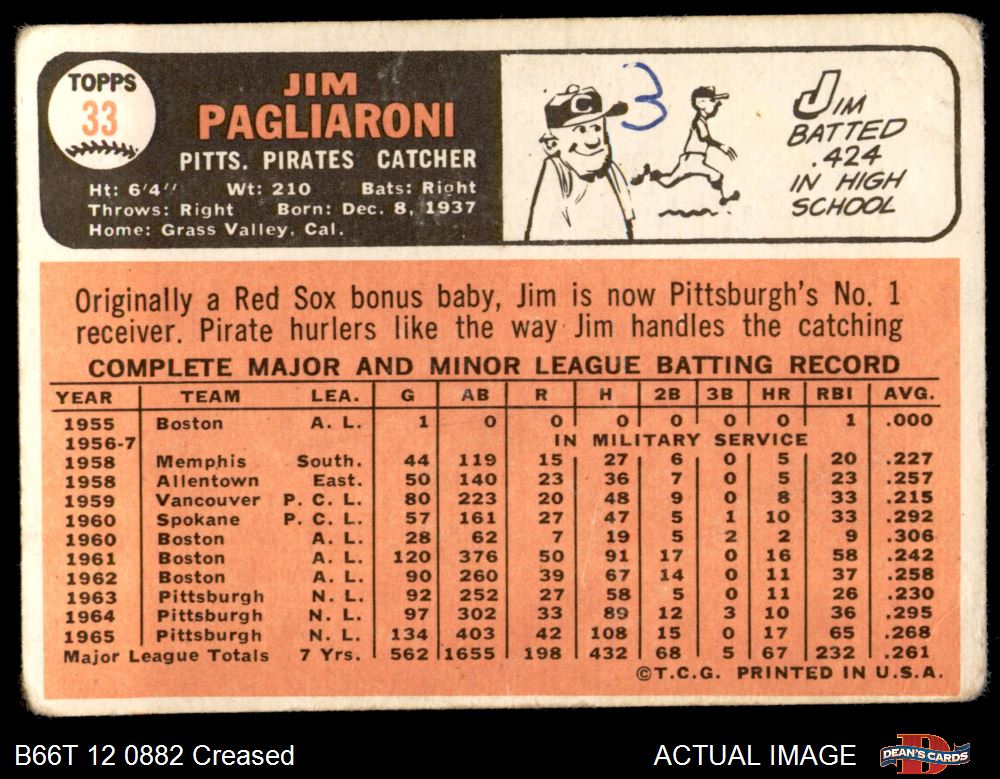 TOPPS
33
JIM
PAGLIARONI
PITTS. PIRATES CATCHER
Ht: 6'4" Wt: 210 Bats: Right
Throws: Right Born: Dec. 8, 1937
Home: Grass Valley, Cal.
C
3
JIM
BATTED
.424
IN HIGH
SCHOOL
Originally a Red Sox bonus baby, Jim is now Pittsburgh's No. 1
receiver. Pirate hurlers like the way Jim handles the catching
COMPLETE MAJOR AND MINOR LEAGUE BATTING RECORD
YEAR TEAM LEA. G AB R H 2B 3B HR RBI AVG.
1955 Boston A. L. 1 0 0 0 0 0 0 1 .000
1956-7 IN MILITARY SERVICE
1958 Memphis South. 44 119 15 27 6 0 5 20 .227
1958 Allentown East. 50 140 23 36 7 0 5 23 .257
1959 Vancouver P. C. L. 80 223 20 48 9 0 8 33 .215
1960 Spokane P. C. L. 57 161 27 47 5 1 10 33 .292
1960 Boston A. L. 28 62 7 19 5 2 2 9 .306
1961 Boston A. L. 120 376 50 91 17 0 16 58 .242
1962 Boston A. L. 90 260 39 67 14 0 11 37 .258
1963 Pittsburgh N. L. 92 252 27 58 5 0 11 26 .230
1964 Pittsburgh N. L. 97 302 33 89 12 3 10 36 .295
1965 Pittsburgh N. L. 134 403 42 108 15 0 17 65 .268
Major League Totals 7 Yrs. 562 1655 198 432 68 5 67 232 .261
©T.C.G. PRINTED IN U.S.A.
B66T 12 0882 Creased
ACTUAL IMAGE
DEAN'S CARDS